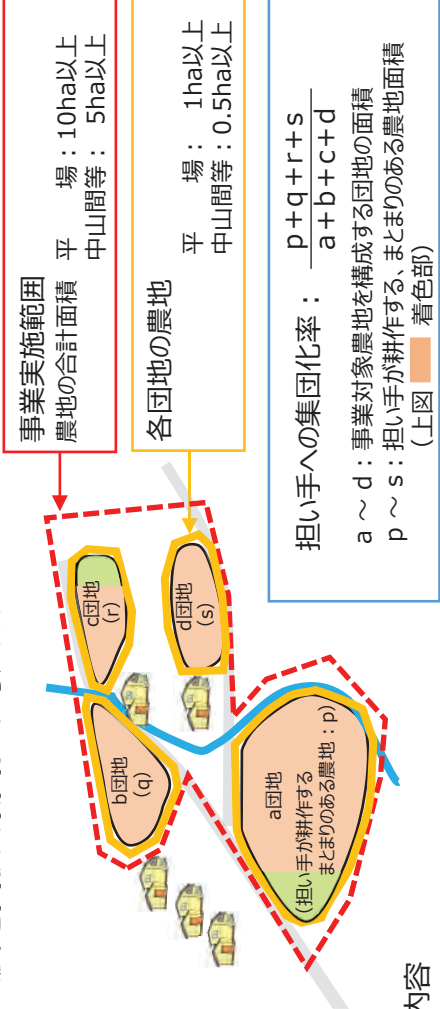 事業実施範囲
農地の合計面積 平　場：10ha以上
中山間等： 5ha以上
各団地の農地
平　場： 1ha以上
中山間等：0.5ha以上
担い手への集団化率： p+q+r+s
a+b+c+d
a ～ d：事業対象農地を構成する団地の面積
p ～ s：担い手が耕作する、まとまりのある農地面積
(上図 着色部)
c団地
(r)
d団地
(s)
b団地
(q)
a団地
(担い手が耕作する
まとまりのある農地：p)
内容